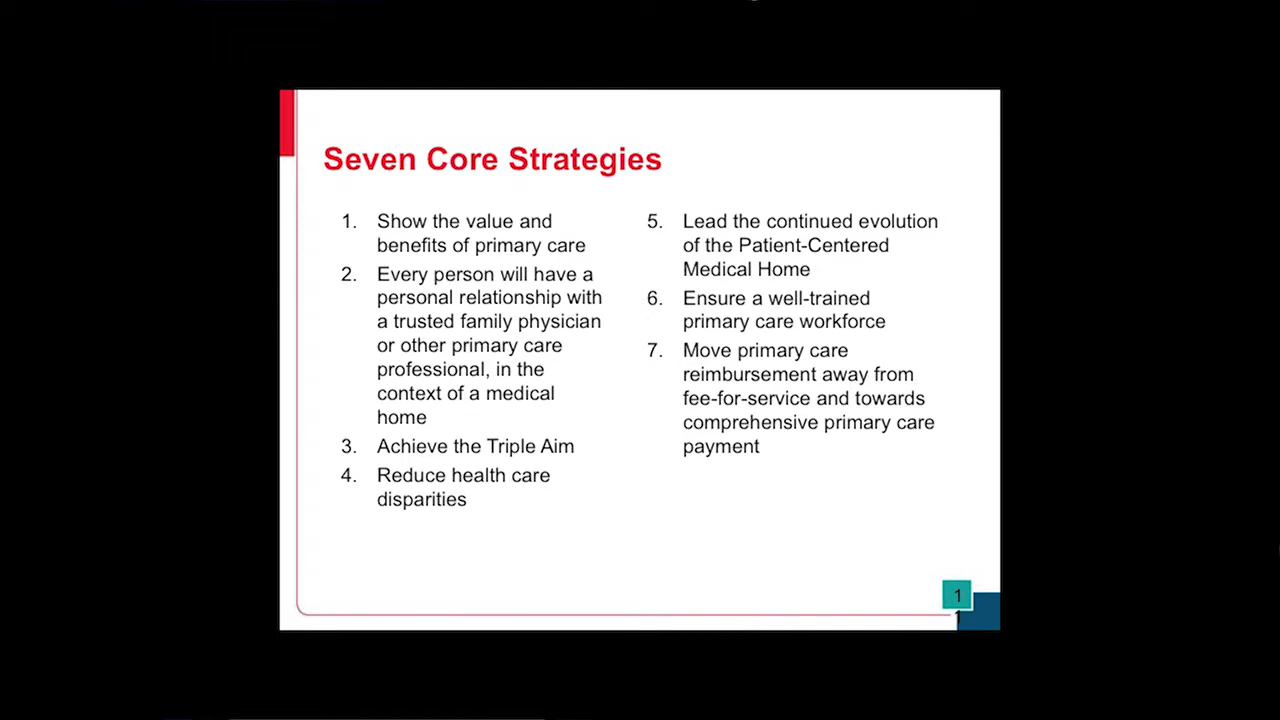 Seven Core Strategies
1. Show the value and
benefits of primary care
2. Every person will have a
personal relationship with
a trusted family physician
or other primary care
professional, in the
context of a medical
home
3. Achieve the Triple Aim
4. Reduce health care
disparities
5. Lead the continued evolution
of the Patient-Centered
Medical Home
6. Ensure a well-trained
primary care workforce
7. Move primary care
reimbursement away from
fee-for-service and towards
comprehensive primary care
payment
1
1